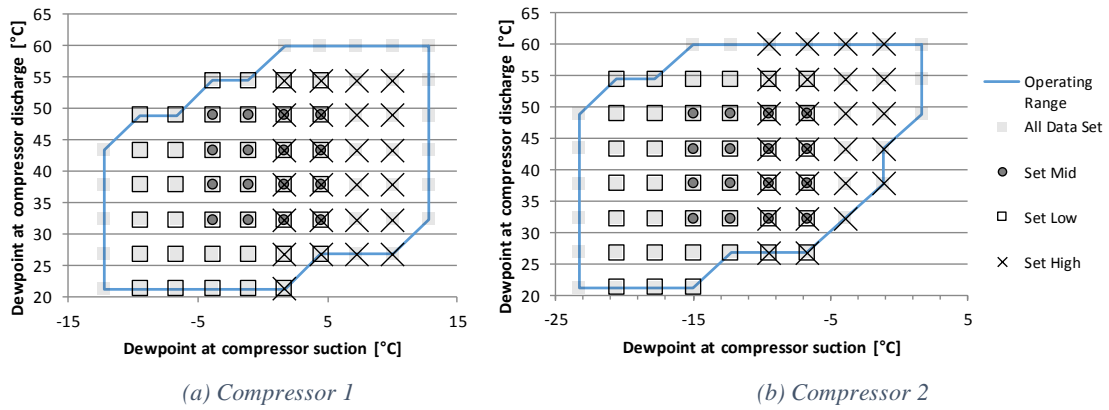 Dewpoint at compressor discharge [°C]
65
60
55
50
45
40
35
30
25
20
-15
-5
5
15
Dewpoint at compressor suction [°C]
(a) Compressor 1
Dewpoint at compressor discharge [°C]
65
60
55
50
45
40
35
30
25
20
-25
-15
-5
5
Dewpoint at compressor suction [°C]
(b) Compressor 2
Operating
Range
All Data Set
Set Mid
Set Low
Set High